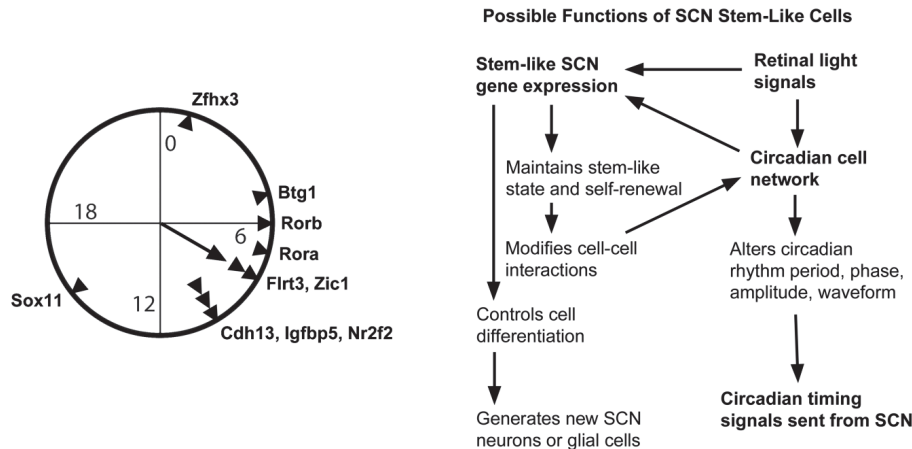 Possible Functions of SCN Stem-Like Cells
Zfhx3
0
Btg1
18
Rorb
6
Rora
Flrt3, Zic1
Sox11
12
Cdh13, Igfbp5, Nr2f2
Stem-like SCN
gene expression
Retinal light
signals
Maintains stem-like
state and self-renewal
Circadian cell
network
Modifies cell-cell
interactions
Alters circadian
rhythm period, phase,
amplitude, waveform
Controls cell
differentiation
Generates new SCN
neurons or glial cells
Circadian timing
signals sent from SCN